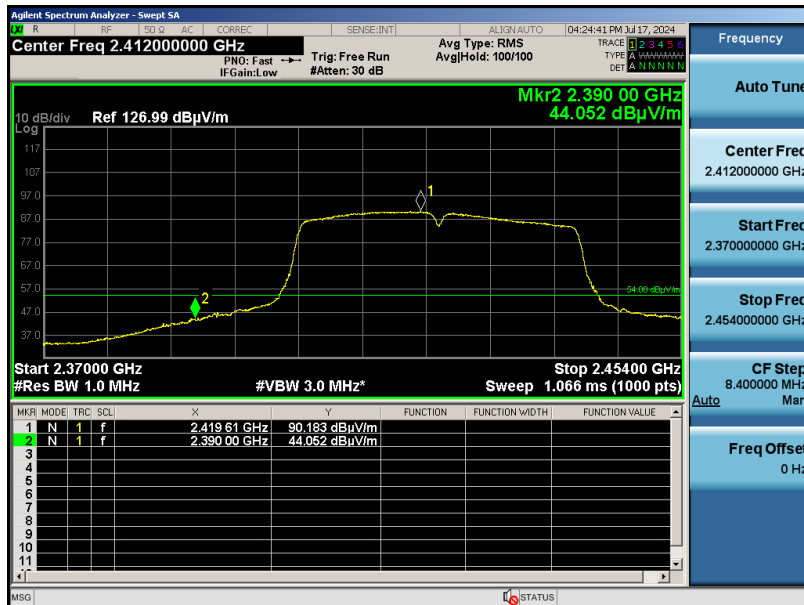 Agilent Spectrum Analyzer - Swept SA
LXI R RF 50 Ω AC CORREC SENSE:INT ALIGN AUTO 04:24:41 PM Jul 17, 2024
Center Freq 2.412000000 GHz
PNO: Fast
IFGain:Low
Trig: Free Run
#Atten: 30 dB
Avg Type: RMS
Avg|Hold: 100/100
TRACE 1 2 3 4 5 6
TYPE A
DET A N N N N N
Mkr2 2.390 00 GHz
44.052 dBµV/m
10 dB/div Ref 126.99 dBµV/m
Log
117
107
97.0
87.0
77.0
67.0
57.0
47.0
37.0
1
2
54.00 dBµV/m
Start 2.37000 GHz Stop 2.45400 GHz
#Res BW 1.0 MHz #VBW 3.0 MHz* Sweep 1.066 ms (1000 pts)
MKR MODE TRC SCL X Y FUNCTION FUNCTION WIDTH FUNCTION VALUE
1 N 1 f 2.419 61 GHz 90.183 dBµV/m
2 N 1 f 2.390 00 GHz 44.052 dBµV/m
3
4
5
6
7
8
9
10
11
MSG STATUS
Frequency
Auto Tune
Center Freq
2.412000000 GHz
Start Freq
2.370000000 GHz
Stop Freq
2.454000000 GHz
CF Step
8.400000 MHz
Auto Man
Freq Offset
0 Hz